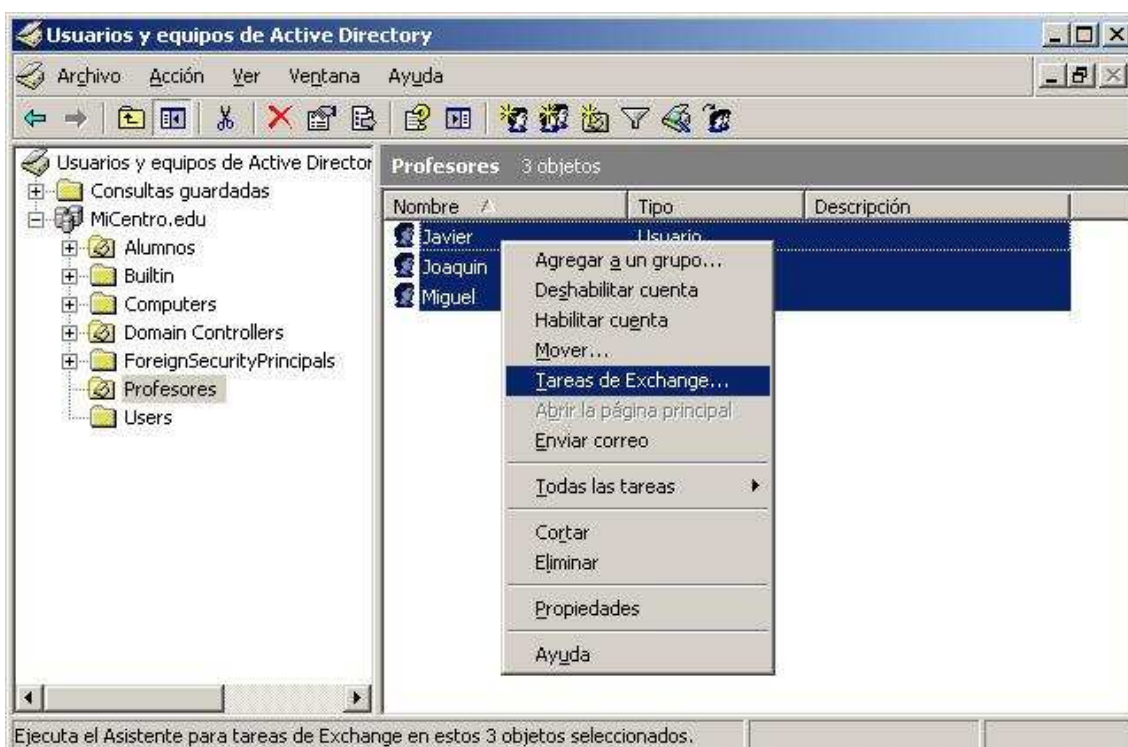 Usuarios y equipos de Active Directory
Archivo Acción Ver Ventana Ayuda
Usuarios y equipos de Active Director
Consultas guardadas
MiCentro.edu
Alumnos
Builtin
Computers
Domain Controllers
ForeignSecurityPrincipals
Profesores
Users
Profesores 3 objetos
Nombre Tipo Descripción
Javier Usuario
Joaquin
Miguel
Agregar a un grupo...
Deshabilitar cuenta
Habilitar cuenta
Mover...
Tareas de Exchange...
Abrir la página principal
Enviar correo
Todas las tareas
Cortar
Eliminar
Propiedades
Ayuda
Ejecuta el Asistente para tareas de Exchange en estos 3 objetos seleccionados.